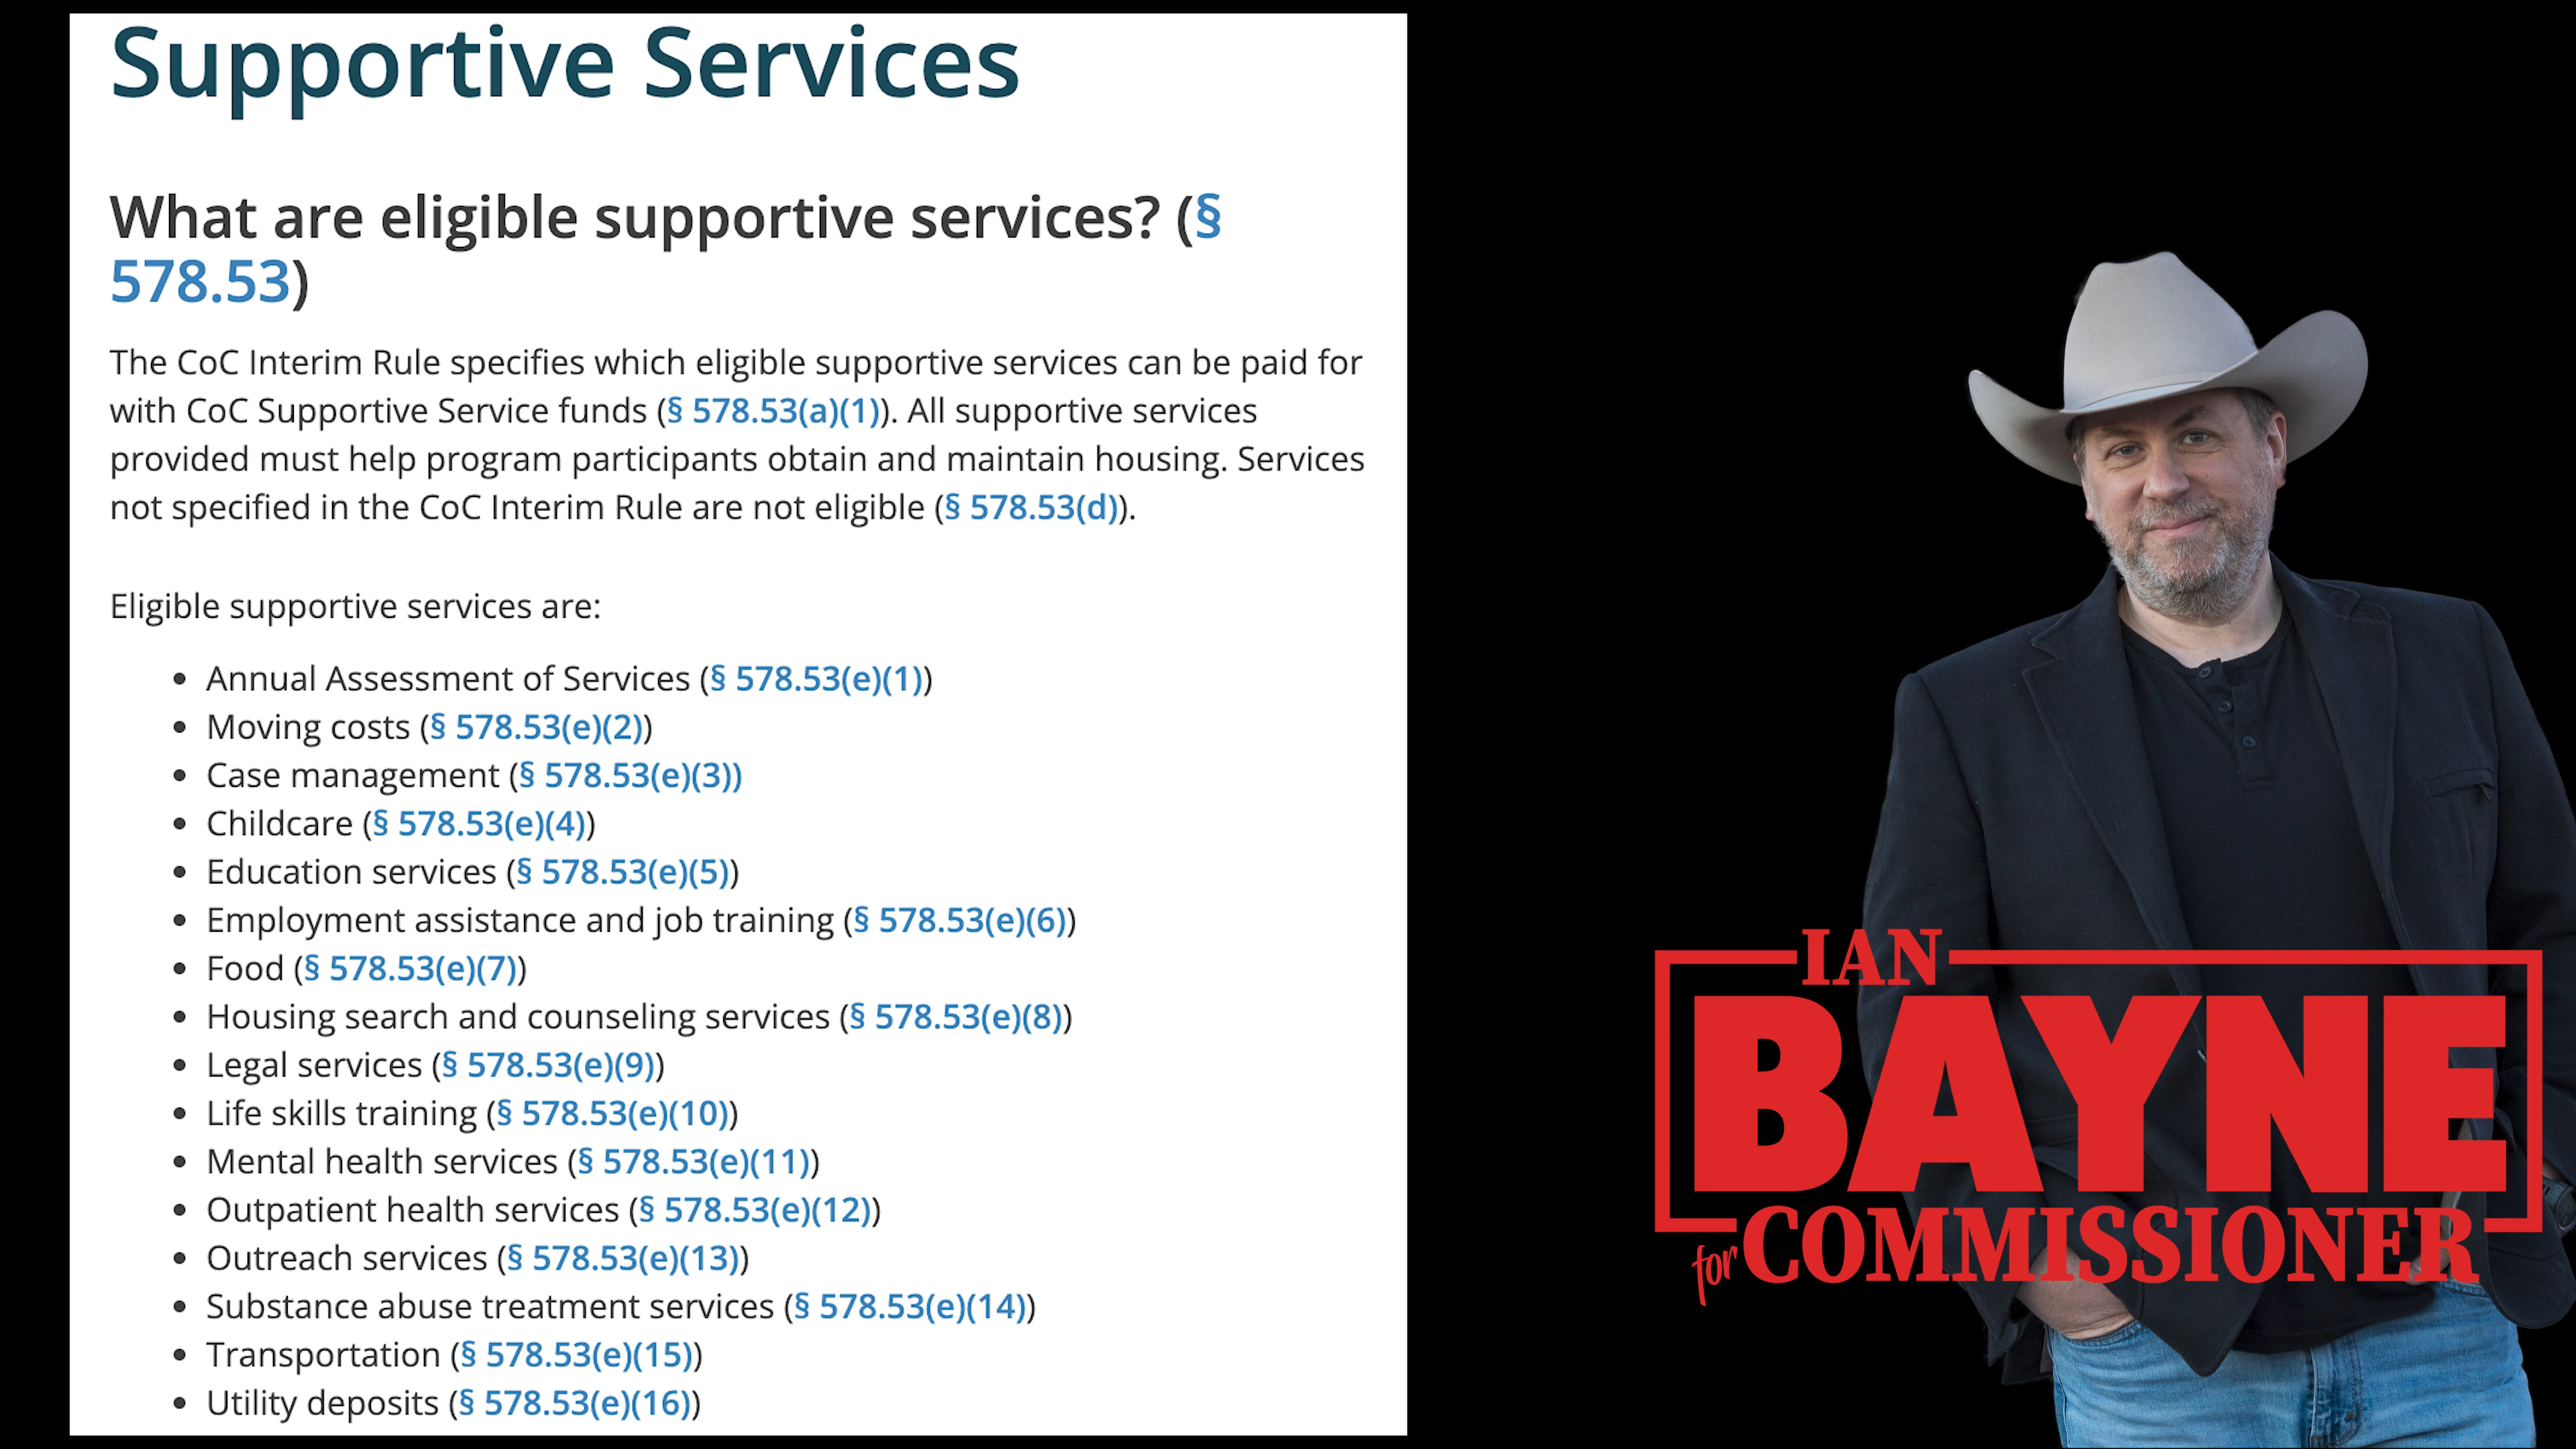 Supportive Services
What are eligible supportive services? (§
578.53)
The CoC Interim Rule specifies which eligible supportive services can be paid for
with CoC Supportive Service funds (§ 578.53(a)(1)). All supportive services
provided must help program participants obtain and maintain housing. Services
not specified in the CoC Interim Rule are not eligible (§ 578.53(d)).
Eligible supportive services are:
• Annual Assessment of Services (§ 578.53(e)(1))
• Moving costs (§ 578.53(e)(2))
• Case management (§ 578.53(e)(3))
• Childcare (§ 578.53(e)(4))
• Education services (§ 578.53(e)(5))
• Employment assistance and job training (§ 578.53(e)(6))
• Food (§ 578.53(e)(7))
• Housing search and counseling services (§ 578.53(e)(8))
• Legal services (§ 578.53(e)(9))
• Life skills training (§ 578.53(e)(10))
• Mental health services (§ 578.53(e)(11))
• Outpatient health services (§ 578.53(e)(12))
• Outreach services (§ 578.53(e)(13))
• Substance abuse treatment services (§ 578.53(e)(14))
• Transportation (§ 578.53(e)(15))
• Utility deposits (§ 578.53(e)(16))
IAN
BAYNE
for COMMISSIONER